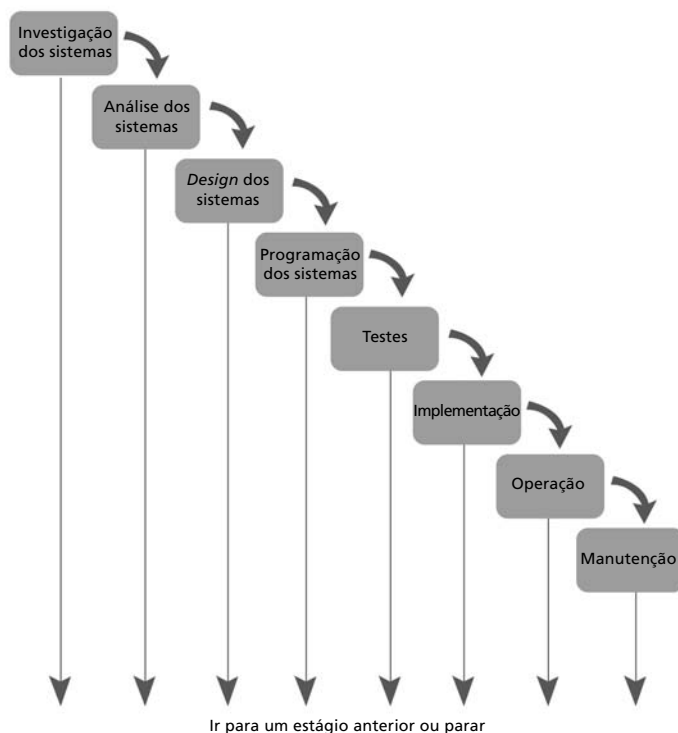 Investigação
dos sistemas
Análise dos
sistemas
Design dos
sistemas
Programação
dos sistemas
Testes
Implementação
Operação
Manutenção
Ir para um estágio anterior ou parar